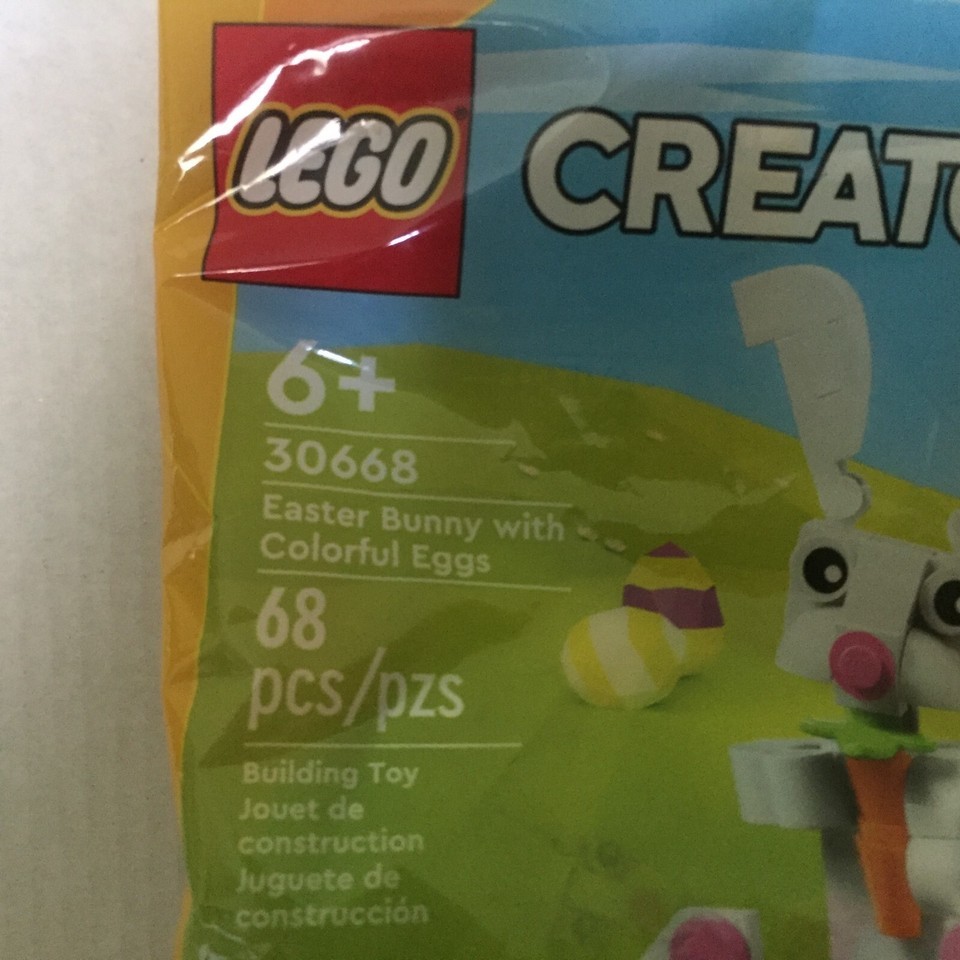 LEGO
CREATO
6+
30668
Easter Bunny with
Colorful Eggs
68
pcs/pzs
Building Toy
Jouet de
construction
Juguete de
construcción